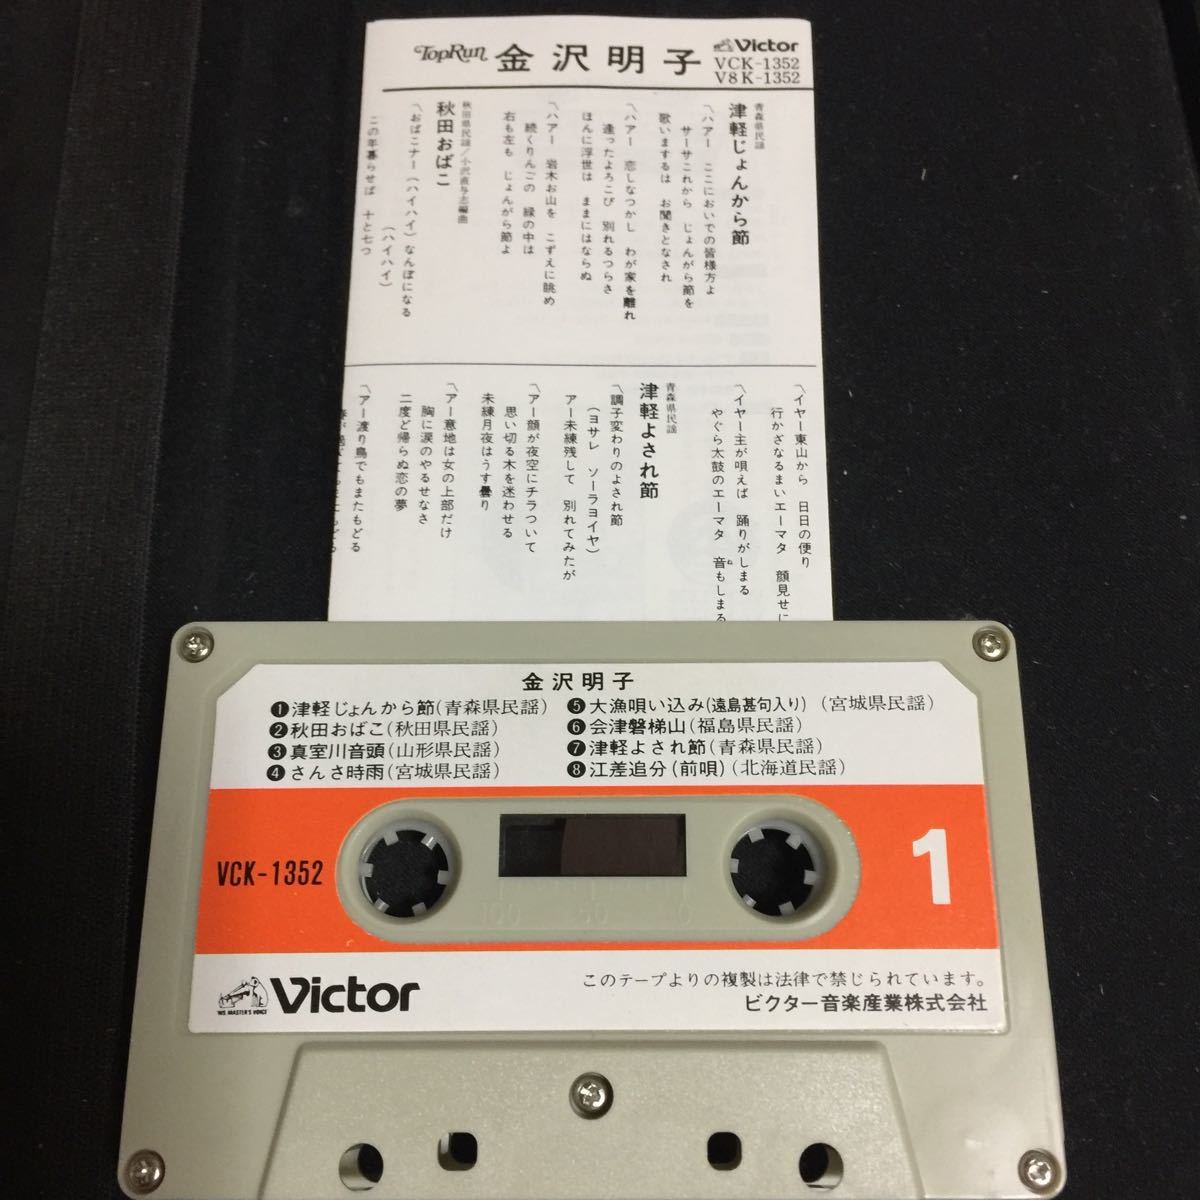 TopRun 金沢明子 Victor
VCK-1352
V8K-1352
青森県民謡
津軽じょんから節
〽ハアー ここにおいでの皆様方よ
サーサこれから じょんがら節を
歌いまするは お聞きとなされ
〽ハアー 恋しなつかし わが家を離れ
逢ったよろこび 別れるつらさ
ほんに浮世は ままにはならぬ
〽ハアー 岩木お山を こずえに眺め
続くりんごの 緑の中は
右も左も じょんがら節よ
秋田県民謡/小沢直与志編曲
秋田おばこ
〽おばこナー(ハイハイ)なんぼになる
(ハイハイ)
この年暮らせば 十と七つ
〽イヤー東山から 日日の便り
行かざなるまいエーマタ 顔見せに
〽イヤー主が唄えば 踊りがしまる
やぐら太鼓のエーマタ 音もしまる
ね
青森県民謡
津軽よされ節
〽調子変わりのよされ節
(ヨサレ ソーラヨイヤ)
アー未練残して 別れてみたが
〽アー顔が夜空にチラついて
思い切る木を迷わせる
未練月夜はうす曇り
〽アー意地は女の上部だけ
胸に涙のやるせなさ
二度ど帰らぬ恋の夢
〽アー渡り鳥でもまたもどる
金沢明子
❶津軽じょんから節(青森県民謡)
❷秋田おばこ(秋田県民謡)
❸真室川音頭(山形県民謡)
❹さんさ時雨(宮城県民謡)
❺大漁唄い込み(遠島甚句入り)(宮城県民謡)
❻会津磐梯山(福島県民謡)
❼津軽よされ節(青森県民謡)
❽江差追分(前唄)(北海道民謡)
VCK-1352
1
100 50 0
"HIS MASTER'S VOICE"
Victor
このテープよりの複製は法律で禁じられています。
ビクター音楽産業株式会社